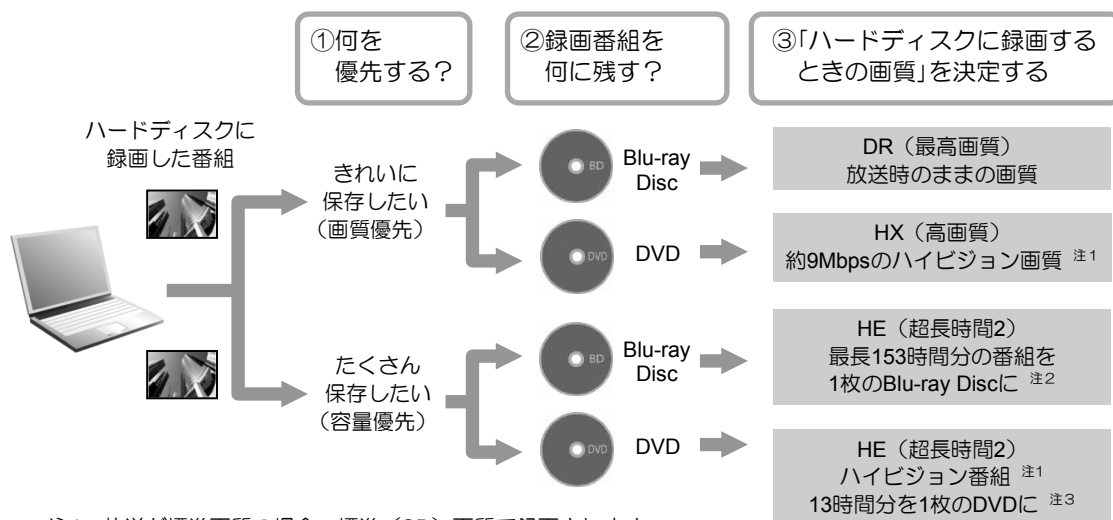 ①何を
優先する？
②録画番組を
何に残す？
③「ハードディスクに録画する
ときの画質」を決定する
ハードディスクに
録画した番組
きれいに
保存したい
（画質優先）
BD
Blu-ray
Disc
DR（最高画質）
放送時のままの画質
DVD
DVD
HX（高画質）
約9Mbpsのハイビジョン画質 注1
たくさん
保存したい
（容量優先）
BD
Blu-ray
Disc
HE（超長時間2）
最長153時間分の番組を
1枚のBlu-ray Discに 注2
DVD
DVD
HE（超長時間2）
ハイビジョン番組 注1
13時間分を1枚のDVDに 注3